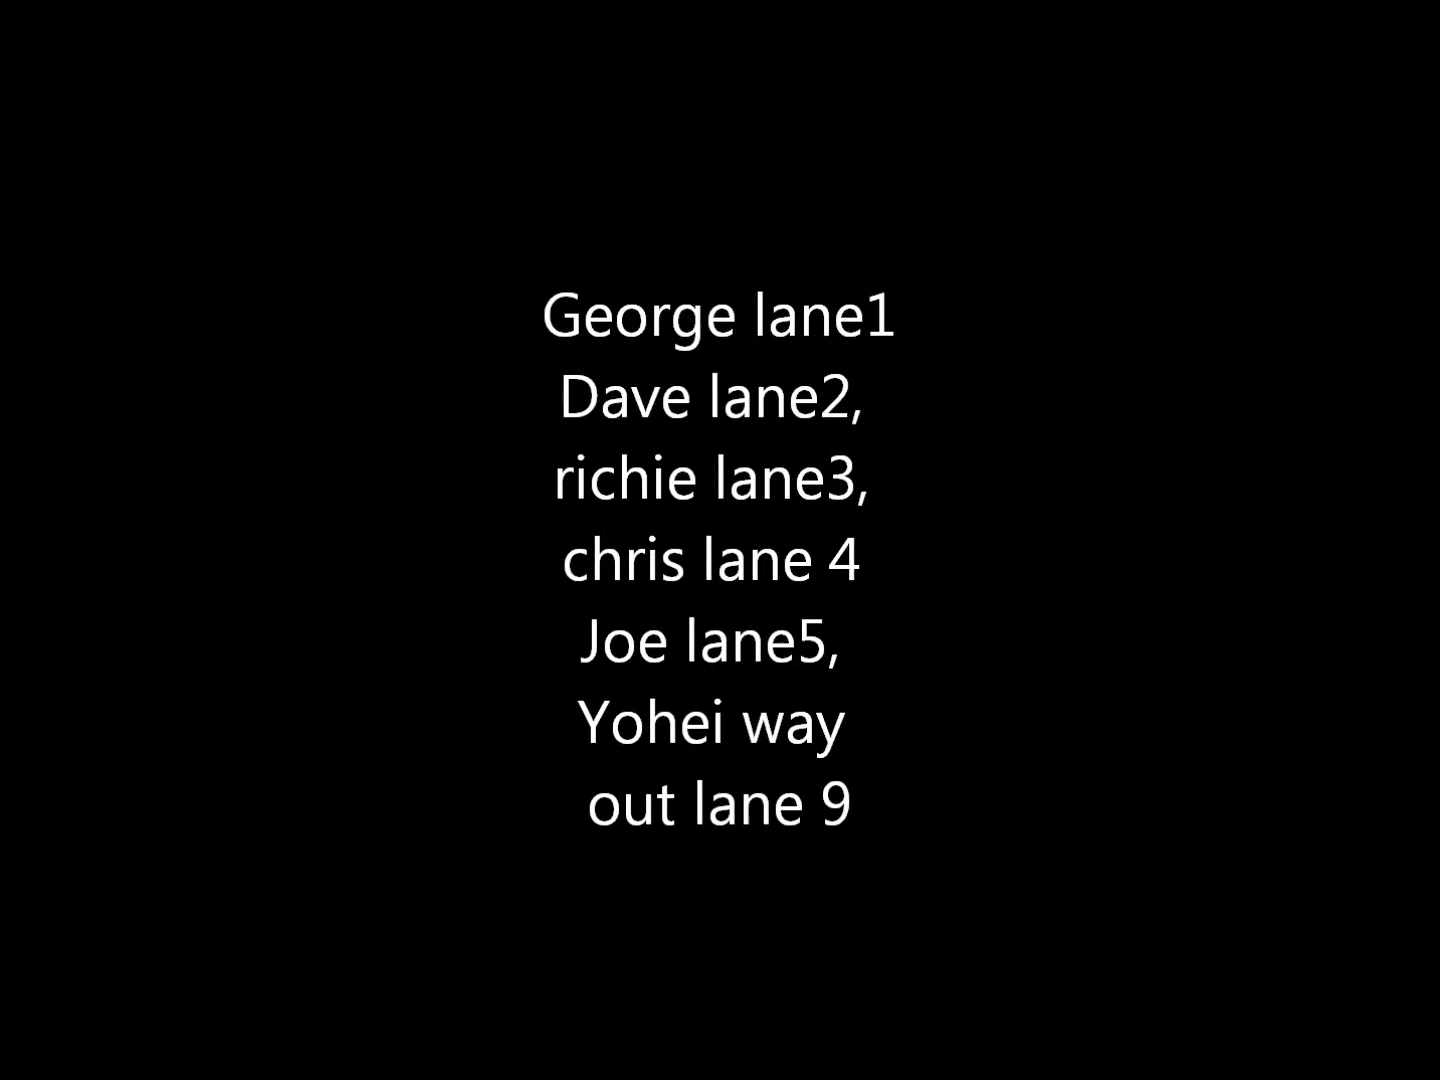 George lane1
Dave lane2,
richie lane3,
chris lane 4
Joe lane5,
Yohei way
out lane 9